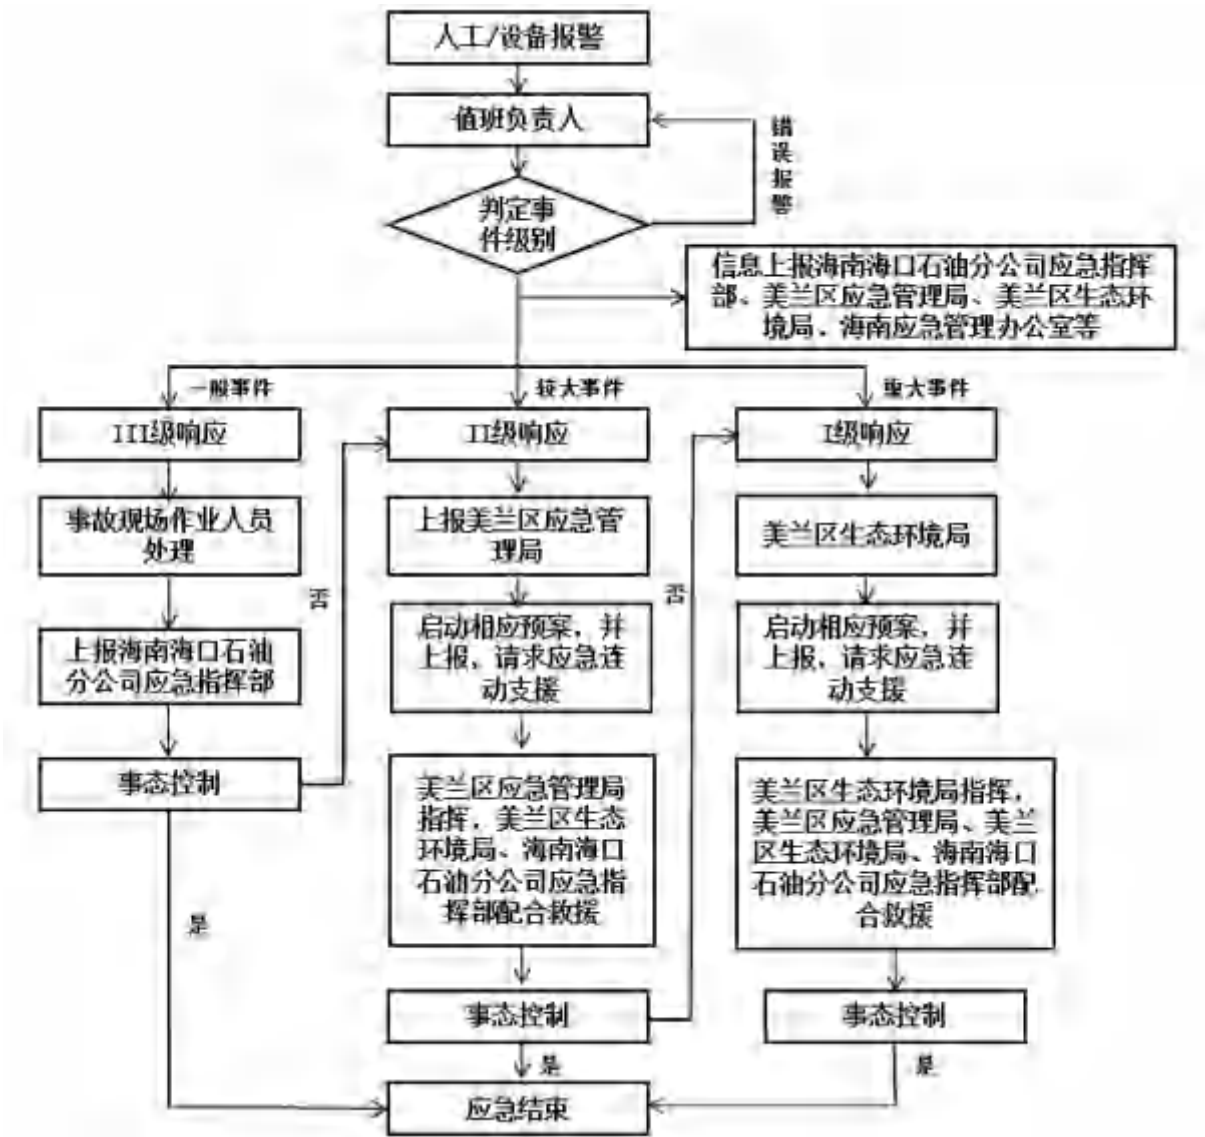 人工/设备报警
值班负责人
错
误
报
警
判定事
件级别
信息上报海南海口石油分公司应急指挥
部、美兰区应急管理局、美兰区生态环
境局，海南应急管理办公室等
一般事件
较大事件
重大事件
III级响应
II级响应
I级响应
事故现场作业人员
处理
上报美兰区应急管
理局
美兰区生态环境局
否
否
上报海南海口石油
分公司应急指挥部
启动相应预案，并
上报、请求应急连
动支援
启动相应预案，并
上报、请求应急连
动支援
事态控制
美兰区应急管理局
指挥，美兰区生态
环境局、海南海口
石油分公司应急指
挥部配合救援
美兰区生态环境局指挥，
美兰区应急管理局、美兰
区生态环境局、海南海口
石油分公司应急指挥部配
合救援
是
事态控制
事态控制
是
是
应急结束